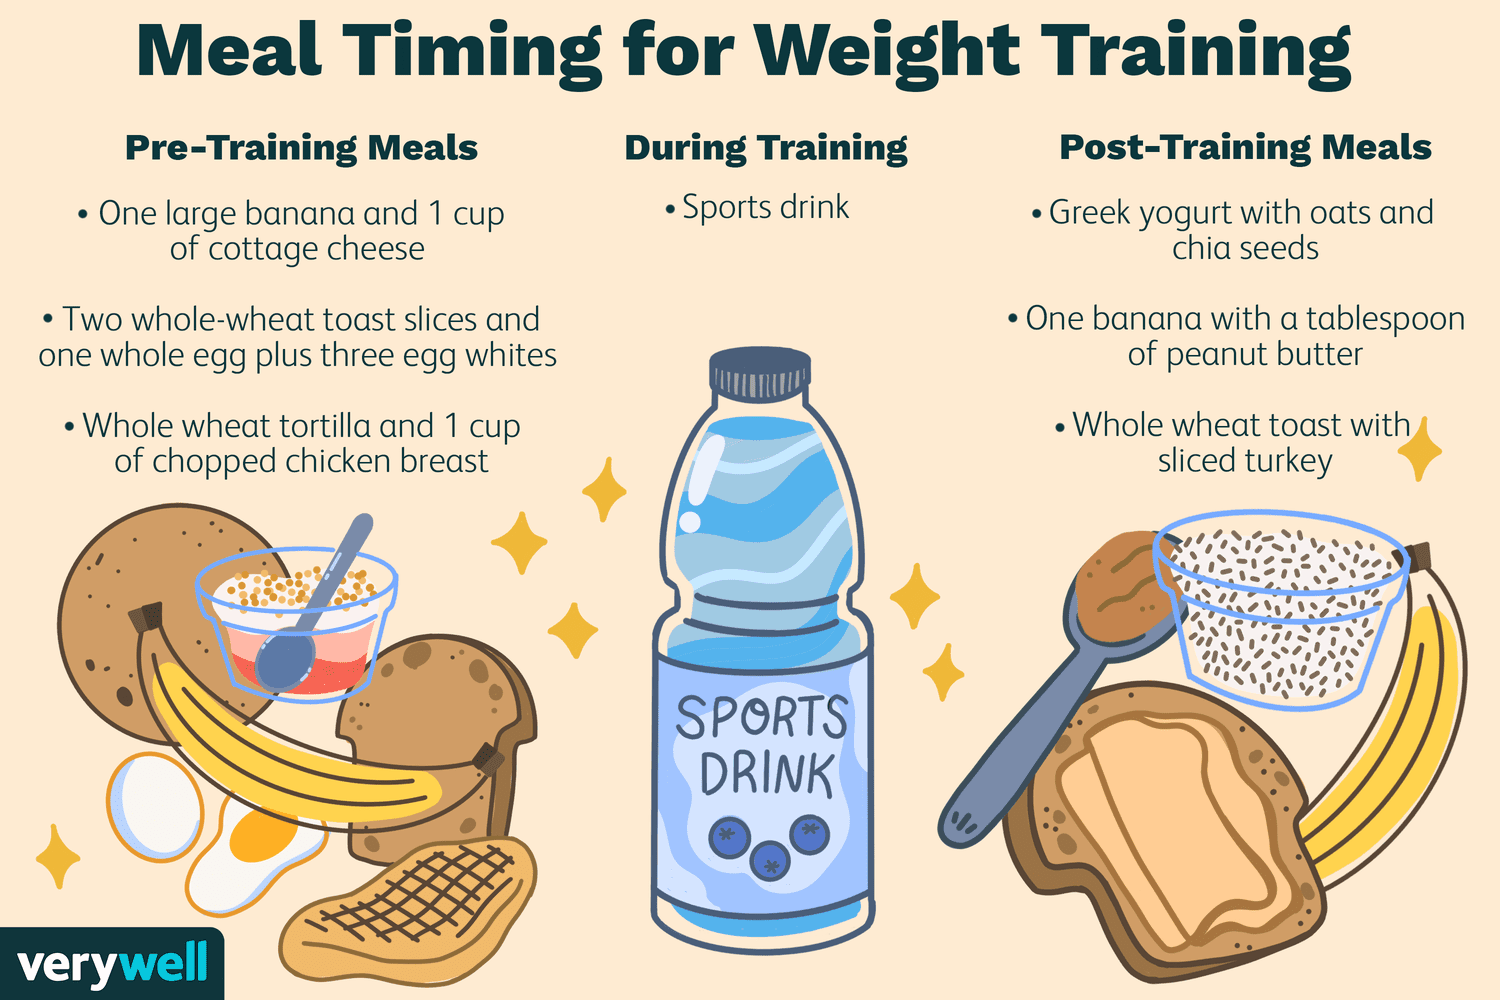 Meal Timing for Weight Training
Pre-Training Meals
• One large banana and 1 cup
of cottage cheese
• Two whole-wheat toast slices and
one whole egg plus three egg whites
• Whole wheat tortilla and 1 cup
of chopped chicken breast
During Training
• Sports drink
SPORTS
DRINK
Post-Training Meals
• Greek yogurt with oats and
chia seeds
• One banana with a tablespoon
of peanut butter
• Whole wheat toast with
sliced turkey
verywell